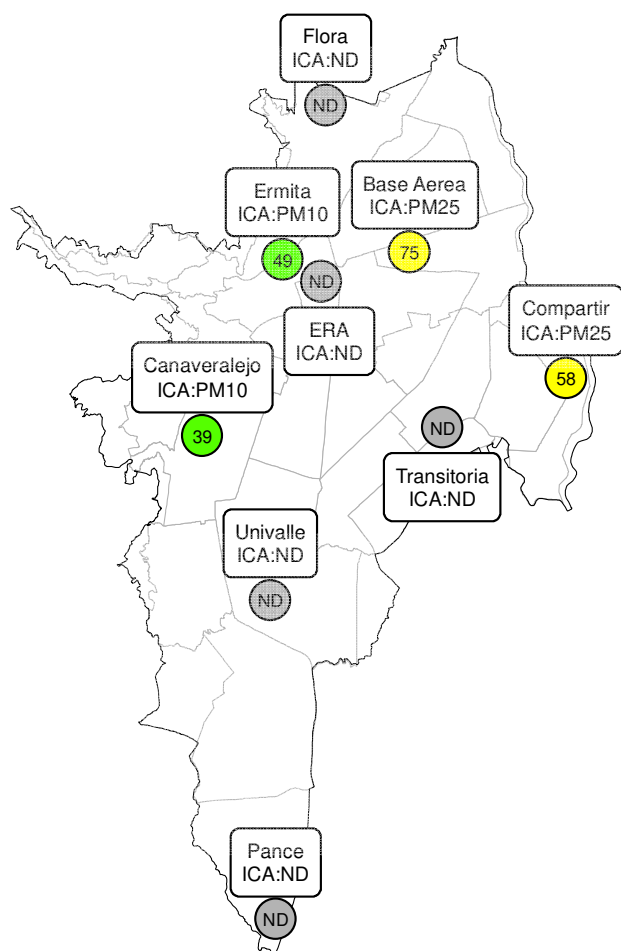 Flora
ICA:ND
ND
Ermita
ICA:PM10
49
Base Aerea
ICA:PM25
75
ND
ERA
ICA:ND
Compartir
ICA:PM25
58
Canaveralejo
ICA:PM10
39
ND
Transitoria
ICA:ND
Univalle
ICA:ND
ND
Pance
ICA:ND
ND